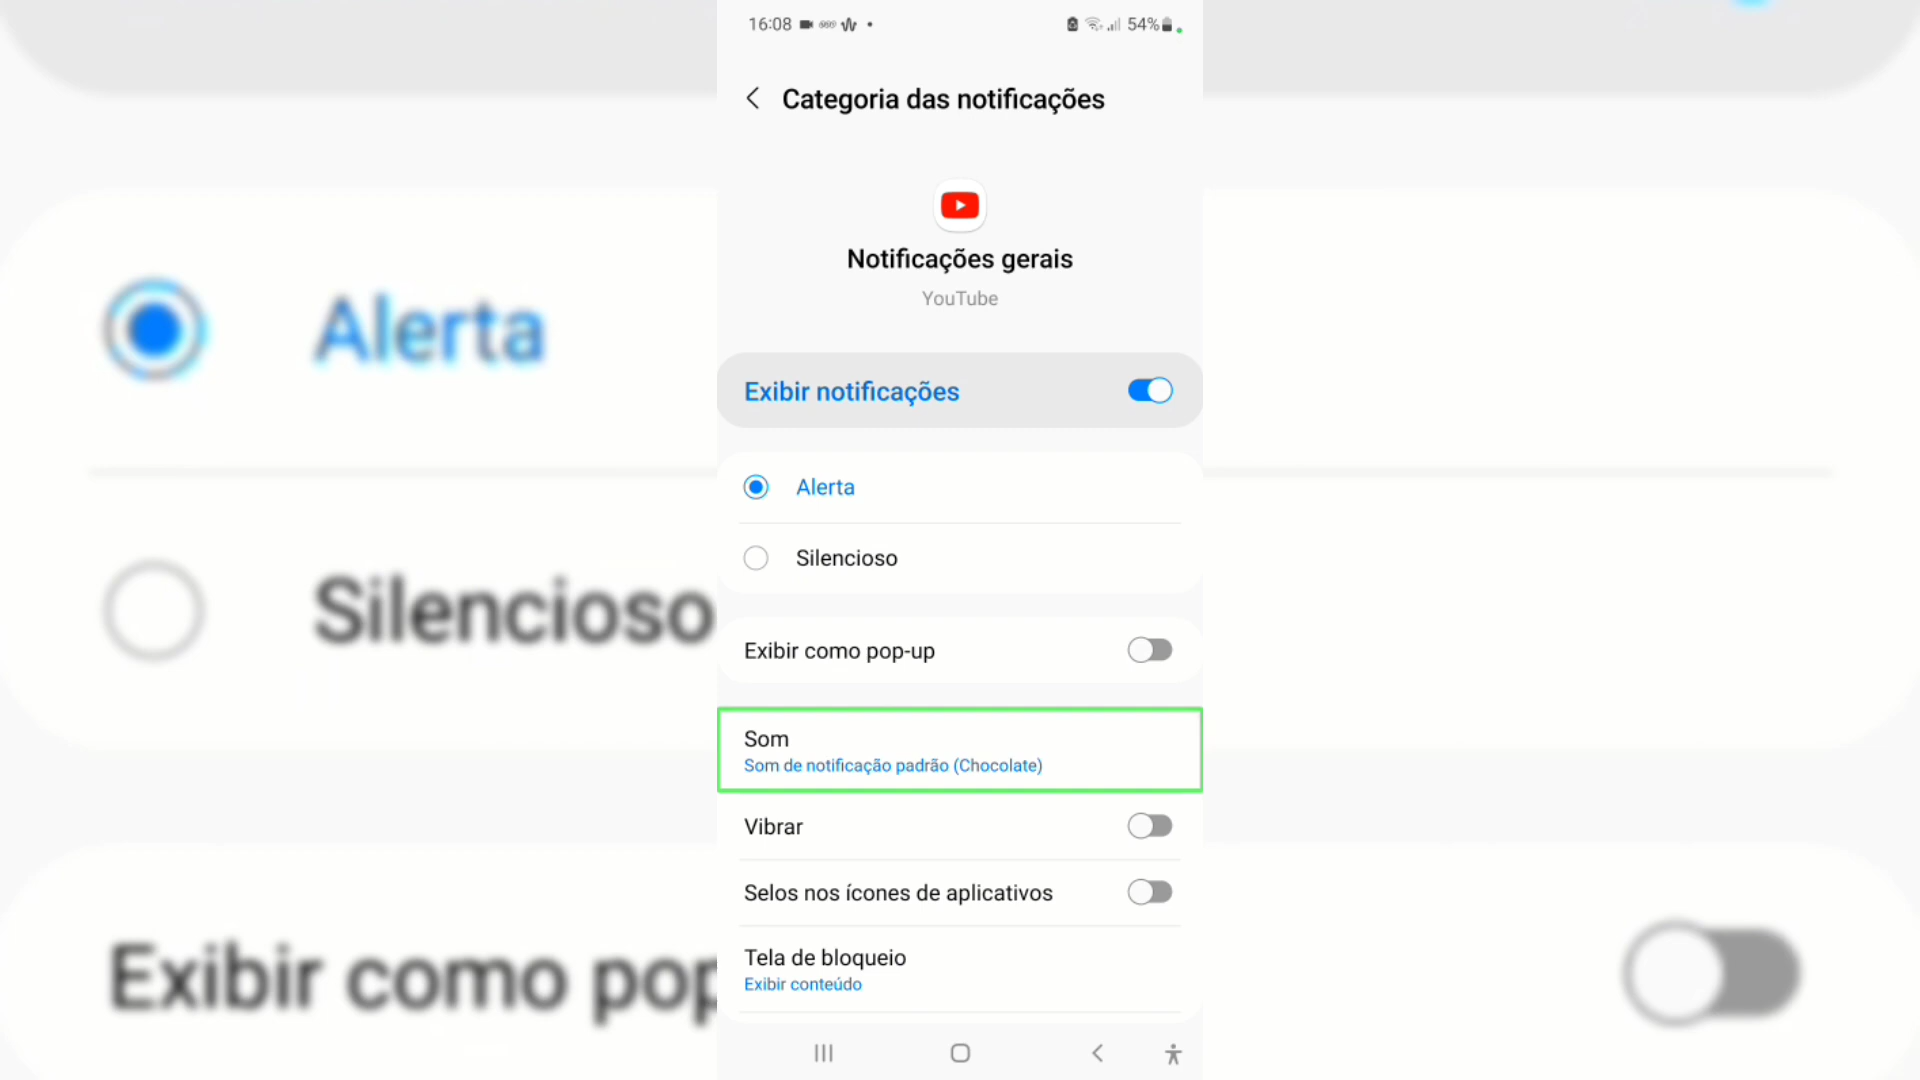 16:08
54%
Categoria das notificações
Notificações gerais
YouTube
Exibir notificações
Alerta
Silencioso
Exibir como pop-up
Som
Som de notificação padrão (Chocolate)
Vibrar
Selos nos ícones de aplicativos
Tela de bloqueio
Exibir conteúdo
Alerta
Silencioso
Exibir como pop